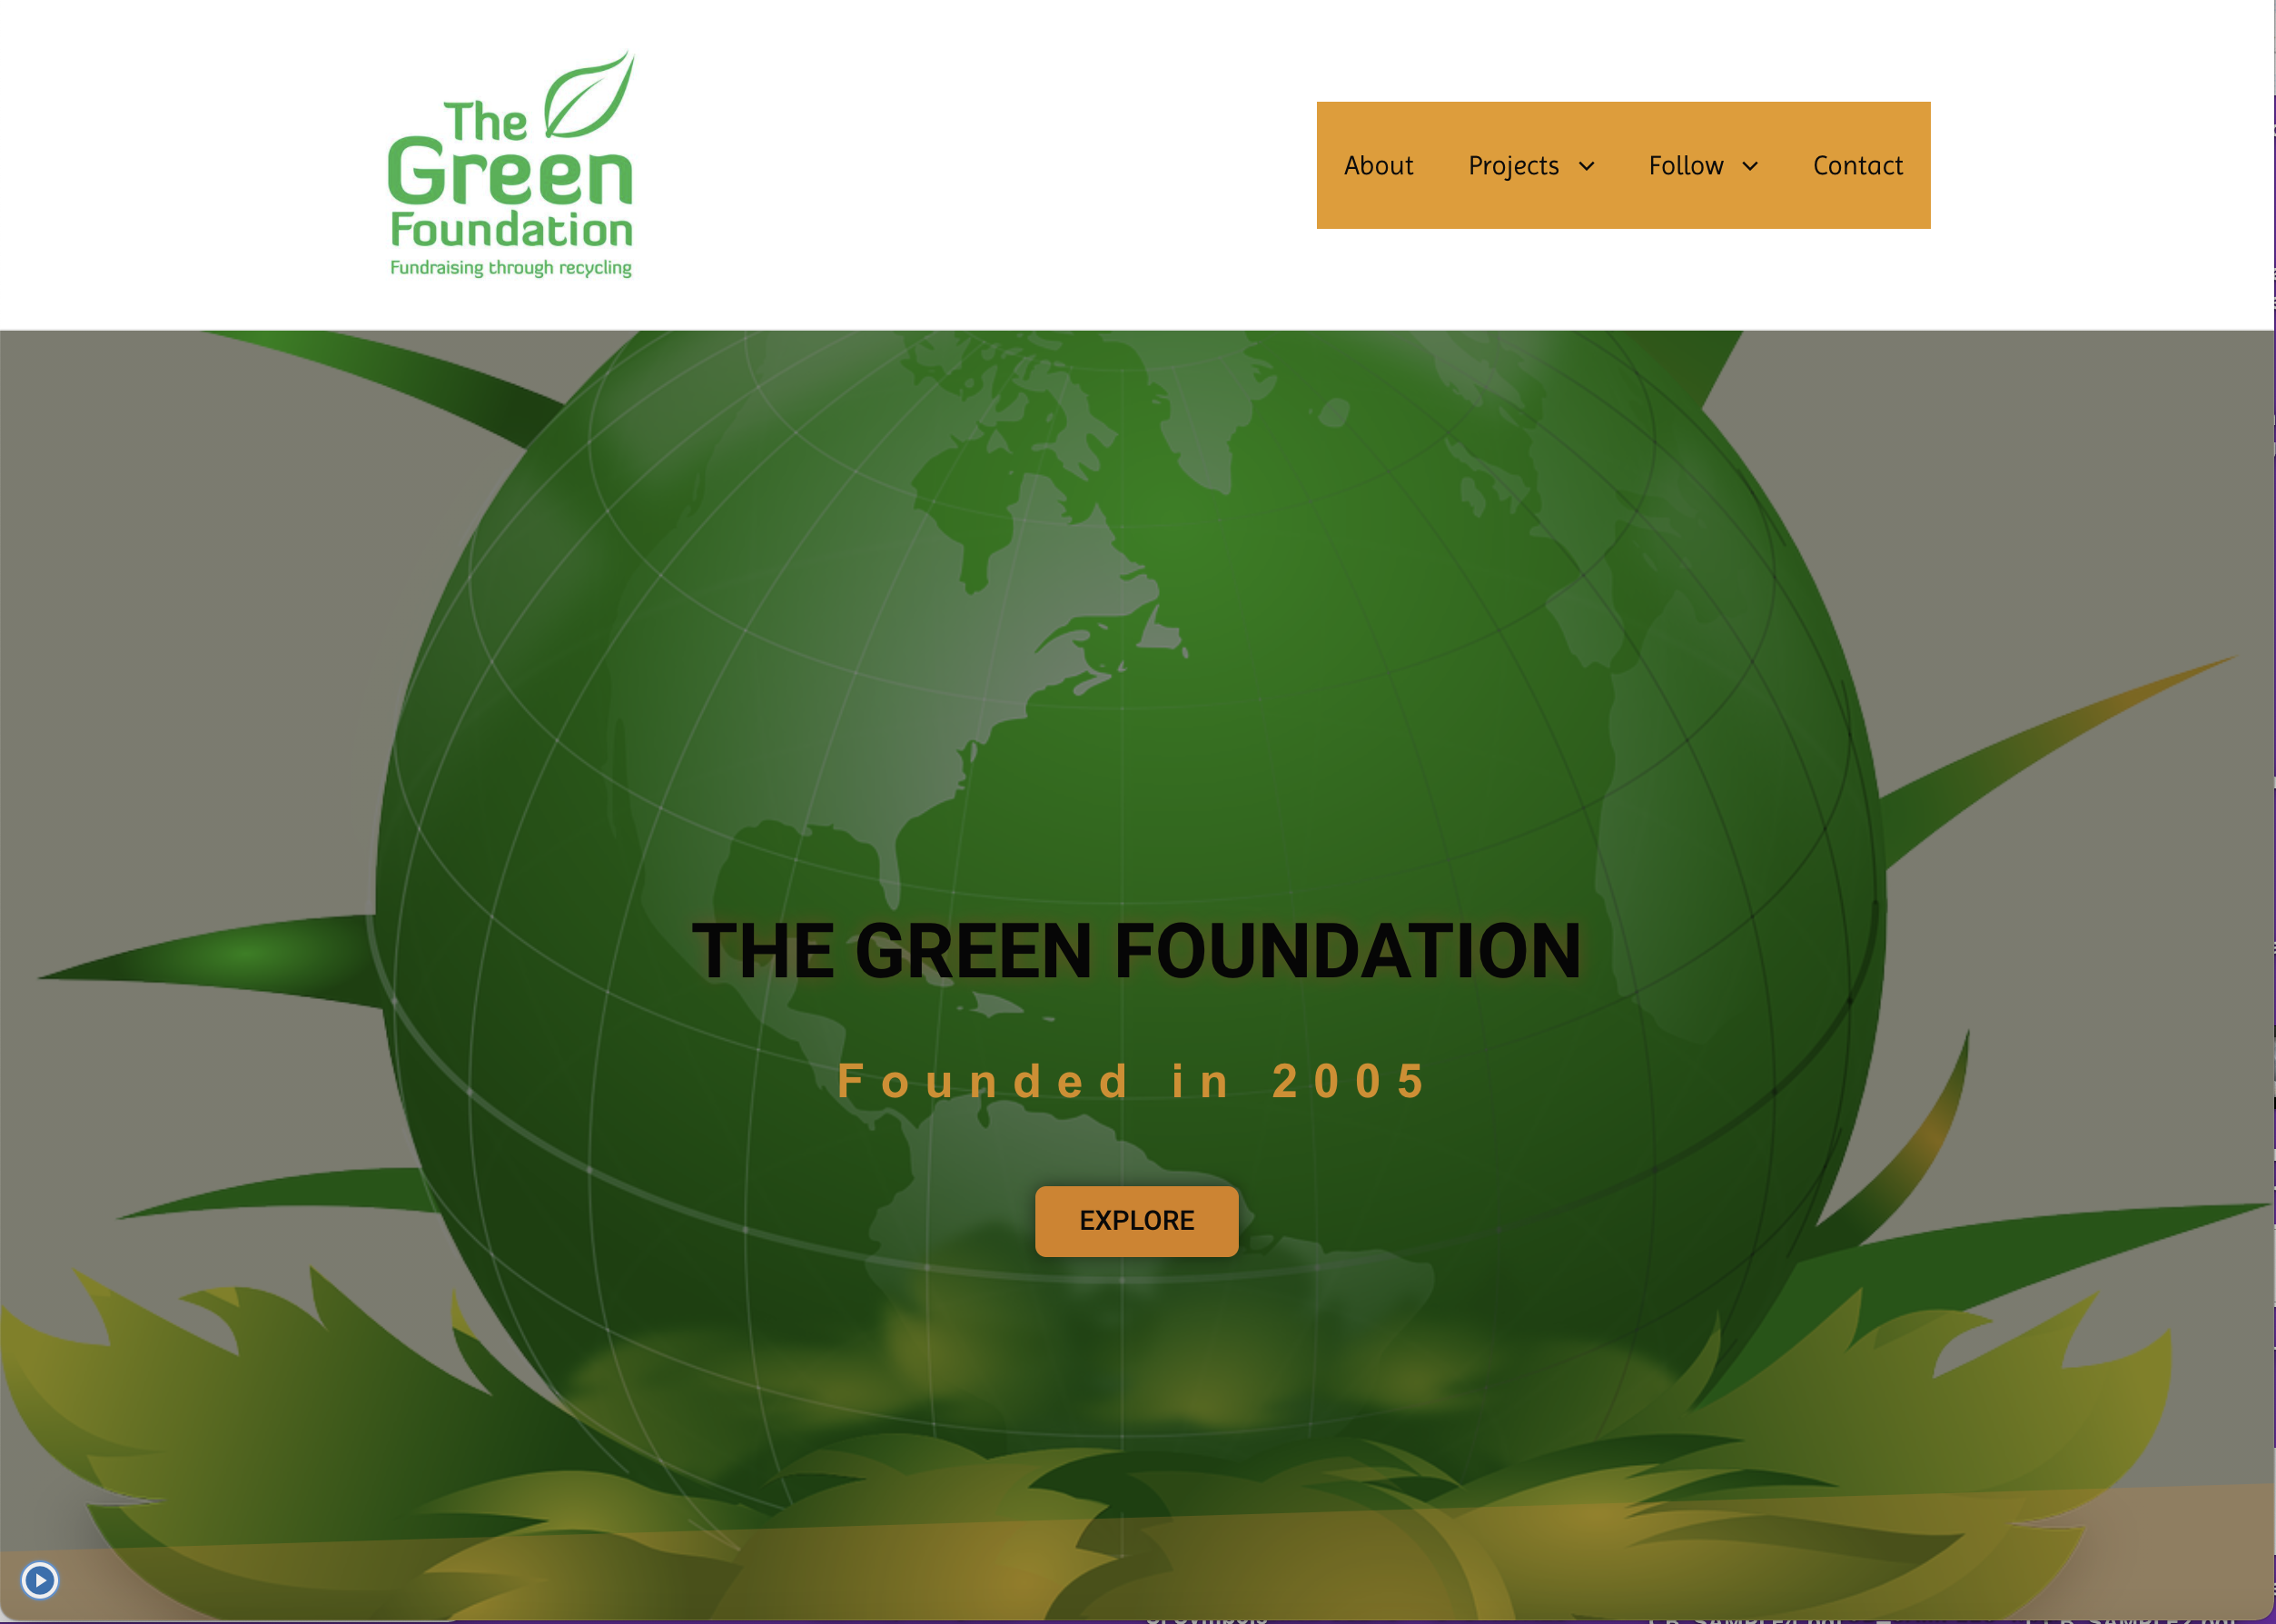 The
Green
Foundation
Fundraising through recycling
About Projects Follow Contact
THE GREEN FOUNDATION
Founded in 2005
EXPLORE